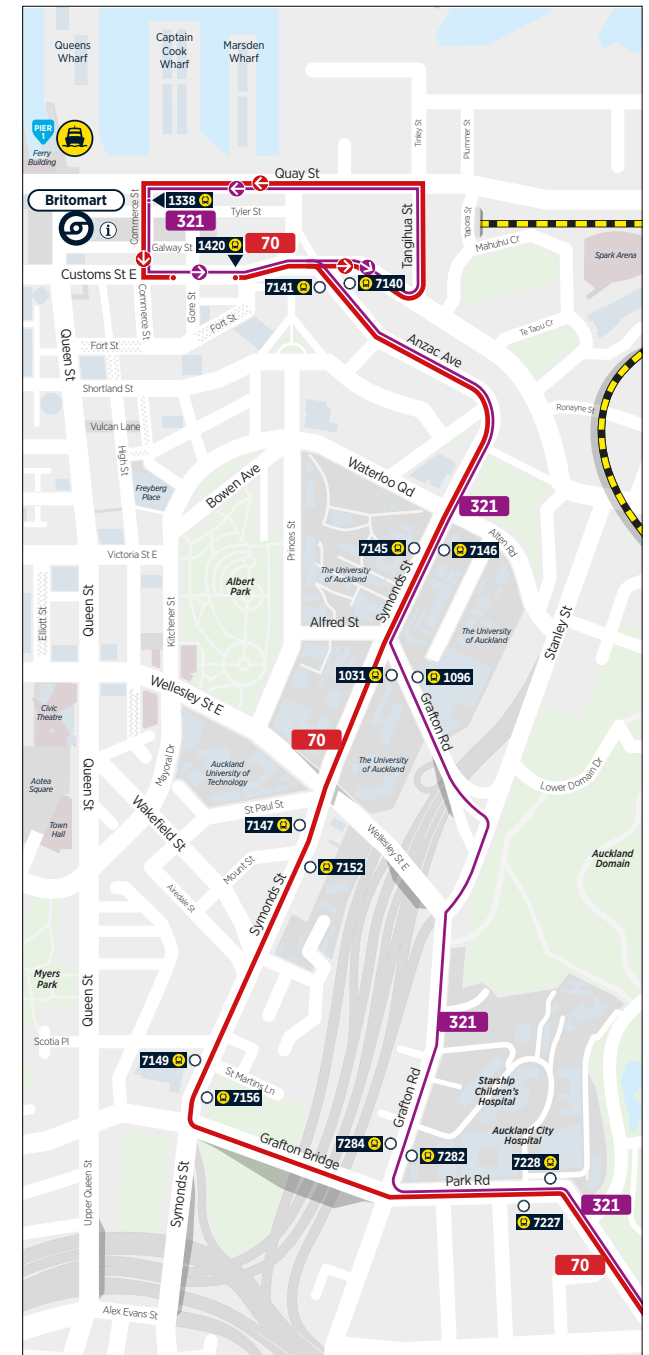 Queens
Wharf
Captain
Cook
Wharf
Marsden
Wharf
PIER
1
Ferry
Building
Tinley St
Plummer St
Quay St
Britomart
i
Commerce St
1338
321
Tyler St
Tangihua St
Tapora St
Mahuhu Cr
Spark Arena
Galway St
1420
70
Customs St E
7141
7140
Commerce St
Gore St
Fort St
Te Taou Cr
Queen St
Fort St
Anzac Ave
Shortland St
Ronayne St
Vulcan Lane
High St
Freyberg
Place
Bowen Ave
Waterloo Qd
321
Princes St
Alten Rd
Victoria St E
7145
7146
The University
of Auckland
Symonds St
Albert
Park
Elliott St
Queen St
Kitchener St
Alfred St
The University
of Auckland
Stanley St
1031
1096
Wellesley St E
Grafton Rd
Civic
Theatre
70
Mayoral Dr
Auckland
University of
Technology
The University
of Auckland
Aotea
Square
Queen St
Lower Domain Dr
Wakefield St
St Paul St
7147
Town
Hall
Wellesley St E
Mount St
7152
Auckland
Domain
Airedale St
Symonds St
Myers
Park
Queen St
321
Scotia Pl
7149
St Martins Ln
7156
Grafton Rd
Starship
Children's
Hospital
Auckland City
Hospital
Grafton Bridge
7284
7282
7228
Park Rd
Upper Queen St
Symonds St
321
7227
70
Alex Evans St